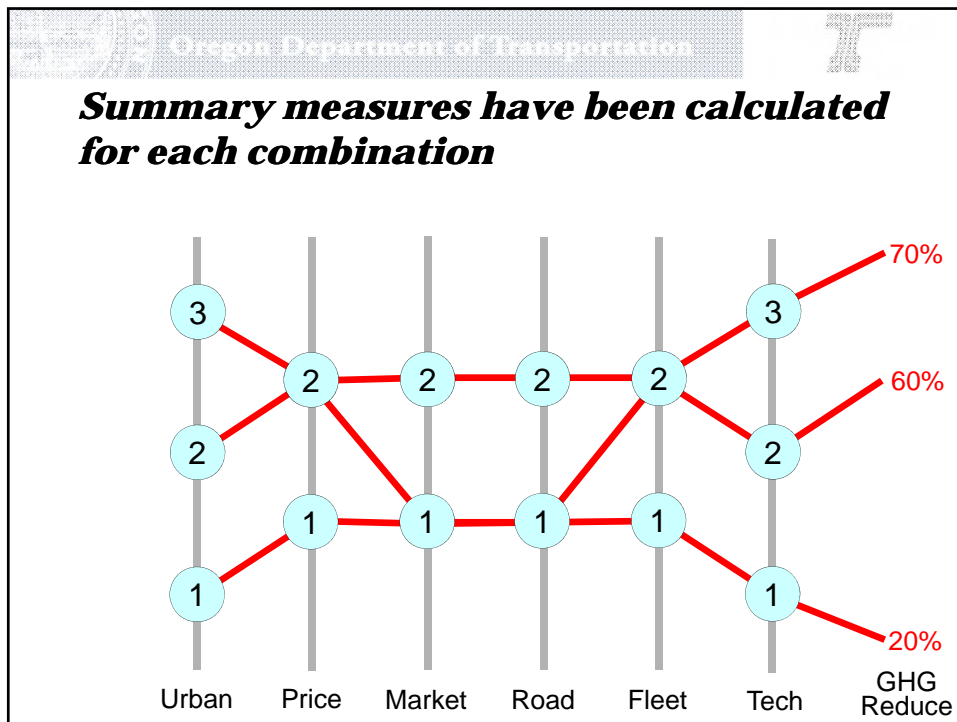 Oregon Department of Transportation
Summary measures have been calculated
for each combination
70%
3
3
60%
2
2
2
2
2
2
1
1
1
1
1
1
20%
Urban
Price
Market
Road
Fleet
Tech
GHG
Reduce